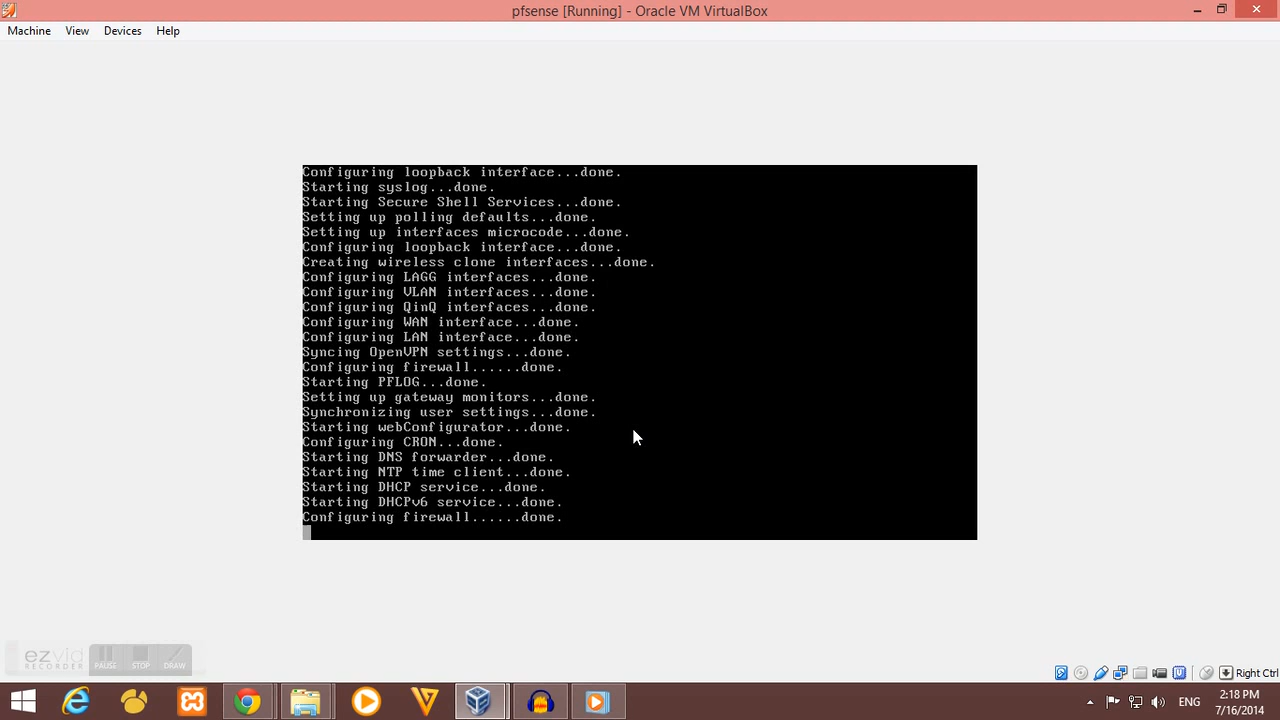 pfsense [Running] - Oracle VM VirtualBox
Machine View Devices Help
Configuring loopback interface...done.
Starting syslog...done.
Starting Secure Shell Services...done.
Setting up polling defaults...done.
Setting up interfaces microcode...done.
Configuring loopback interface...done.
Creating wireless clone interfaces...done.
Configuring LAGG interfaces...done.
Configuring VLAN interfaces...done.
Configuring QinQ interfaces...done.
Configuring WAN interface...done.
Configuring LAN interface...done.
Syncing OpenVPN settings...done.
Configuring firewall......done.
Starting PFLOG...done.
Setting up gateway monitors...done.
Synchronizing user settings...done.
Starting webConfigurator...done.
Configuring CRON...done.
Starting DNS forwarder...done.
Starting NTP time client...done.
Starting DHCP service...done.
Starting DHCPv6 service...done.
Configuring firewall......done.
ezvid
RECORDER
PAUSE STOP DRAW
Right Ctrl
ENG
2:18 PM
7/16/2014